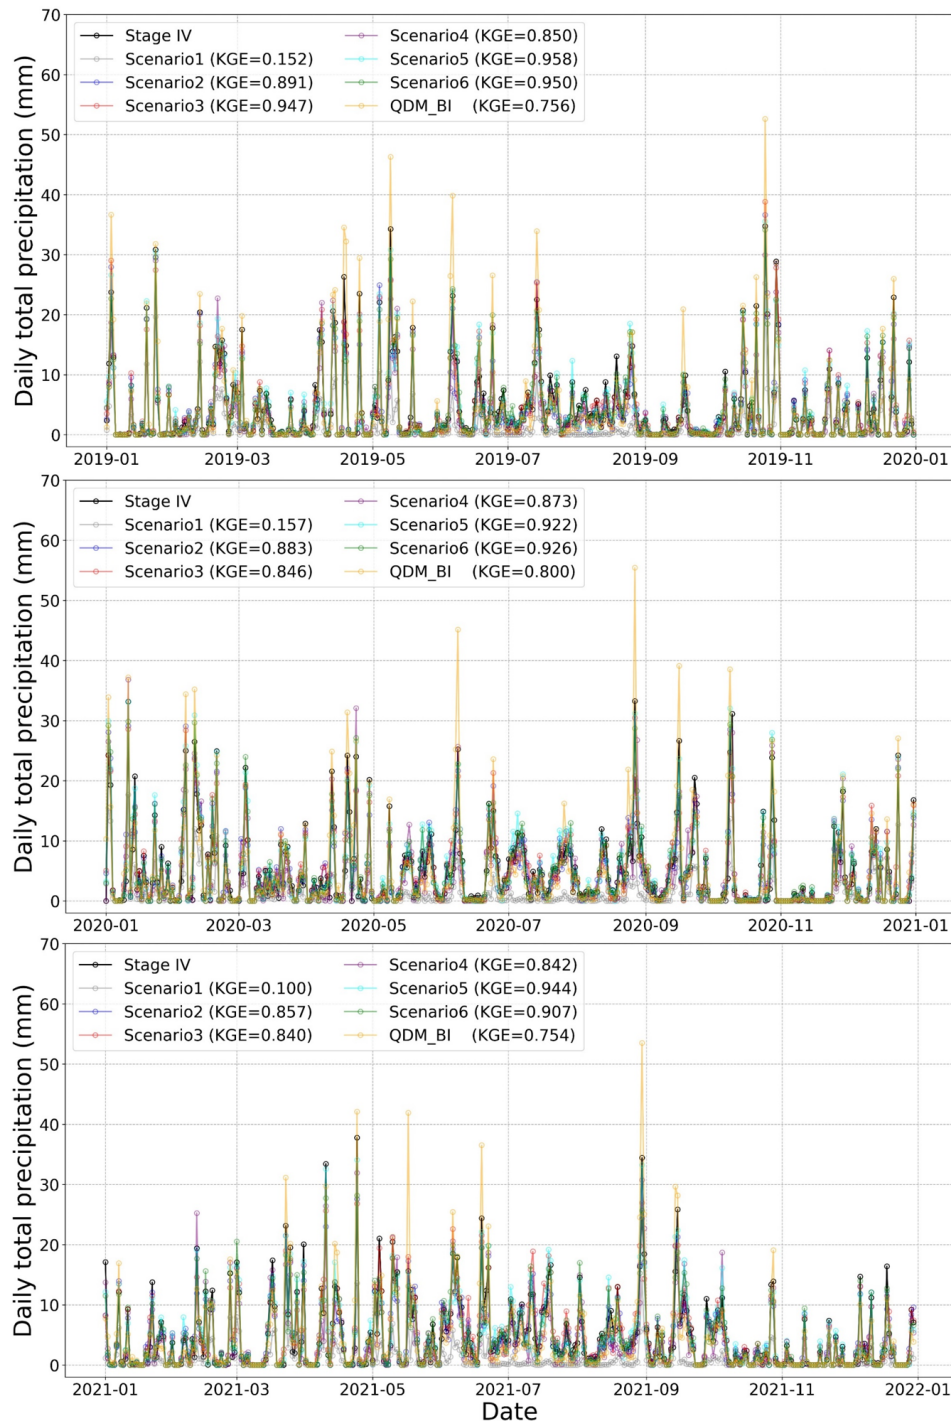 70
60
50
40
30
20
10
0
Daily total precipitation (mm)
Stage IV
Scenario1 (KGE=0.152)
Scenario2 (KGE=0.891)
Scenario3 (KGE=0.947)
Scenario4 (KGE=0.850)
Scenario5 (KGE=0.958)
Scenario6 (KGE=0.950)
QDM_BI (KGE=0.756)
2019-01 2019-03 2019-05 2019-07 2019-09 2019-11 2020-01
70
60
50
40
30
20
10
0
Daily total precipitation (mm)
Stage IV
Scenario1 (KGE=0.157)
Scenario2 (KGE=0.883)
Scenario3 (KGE=0.846)
Scenario4 (KGE=0.873)
Scenario5 (KGE=0.922)
Scenario6 (KGE=0.926)
QDM_BI (KGE=0.800)
2020-01 2020-03 2020-05 2020-07 2020-09 2020-11 2021-01
70
60
50
40
30
20
10
0
Daily total precipitation (mm)
Stage IV
Scenario1 (KGE=0.100)
Scenario2 (KGE=0.857)
Scenario3 (KGE=0.840)
Scenario4 (KGE=0.842)
Scenario5 (KGE=0.944)
Scenario6 (KGE=0.907)
QDM_BI (KGE=0.754)
2021-01 2021-03 2021-05 2021-07 2021-09 2021-11 2022-01
Date